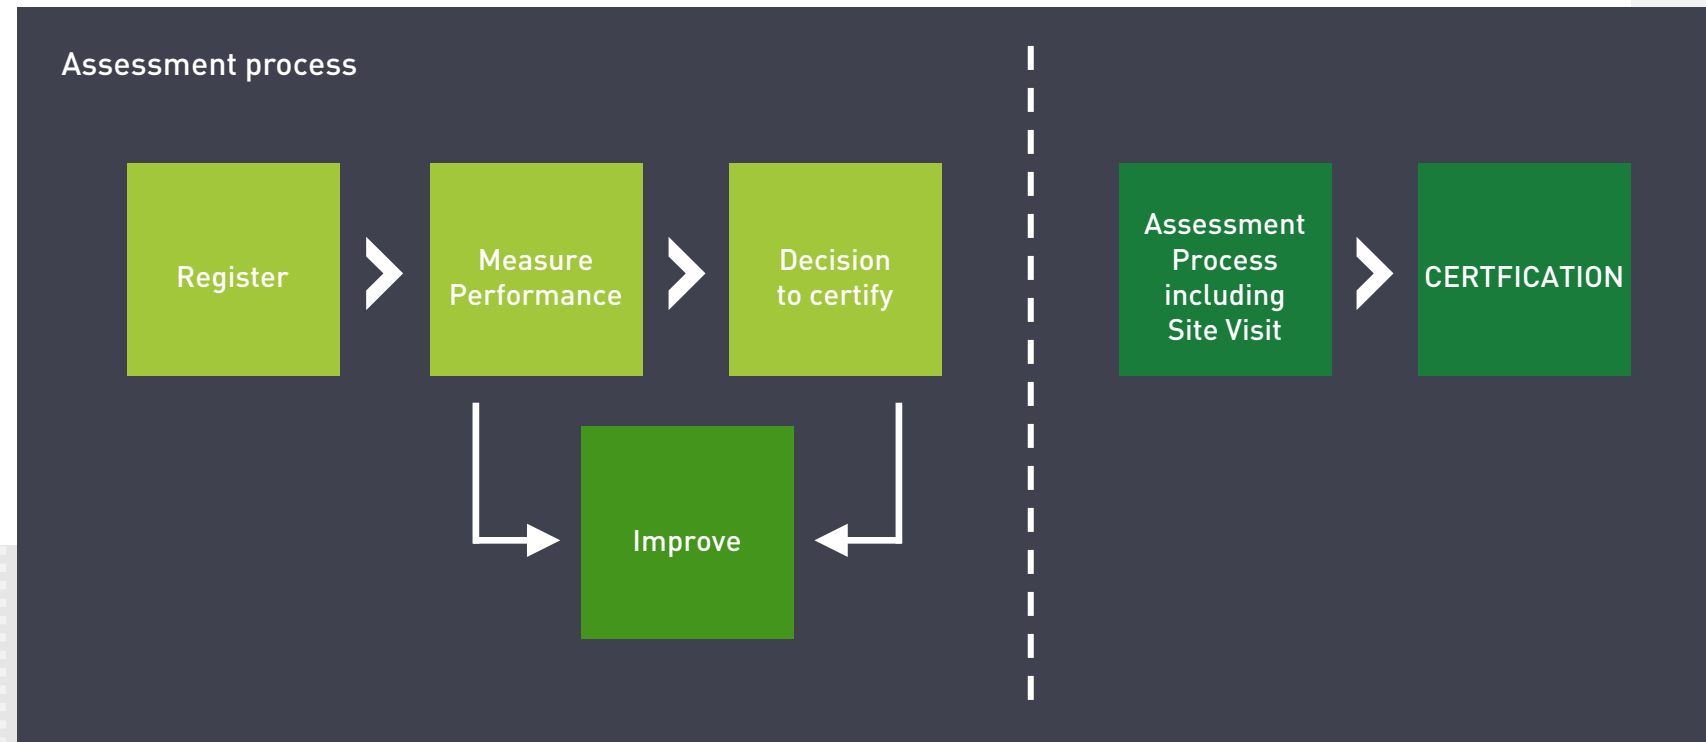 Assessment process
Register
Measure
Performance
Decision
to certify
Assessment
Process
including
Site Visit
CERTFICATION
Improve